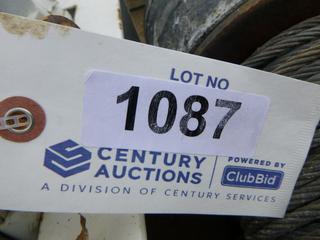 LOT NO
1087
CENTURY
AUCTIONS
POWERED BY
ClubBid
A DIVISION OF CENTURY SERVICES